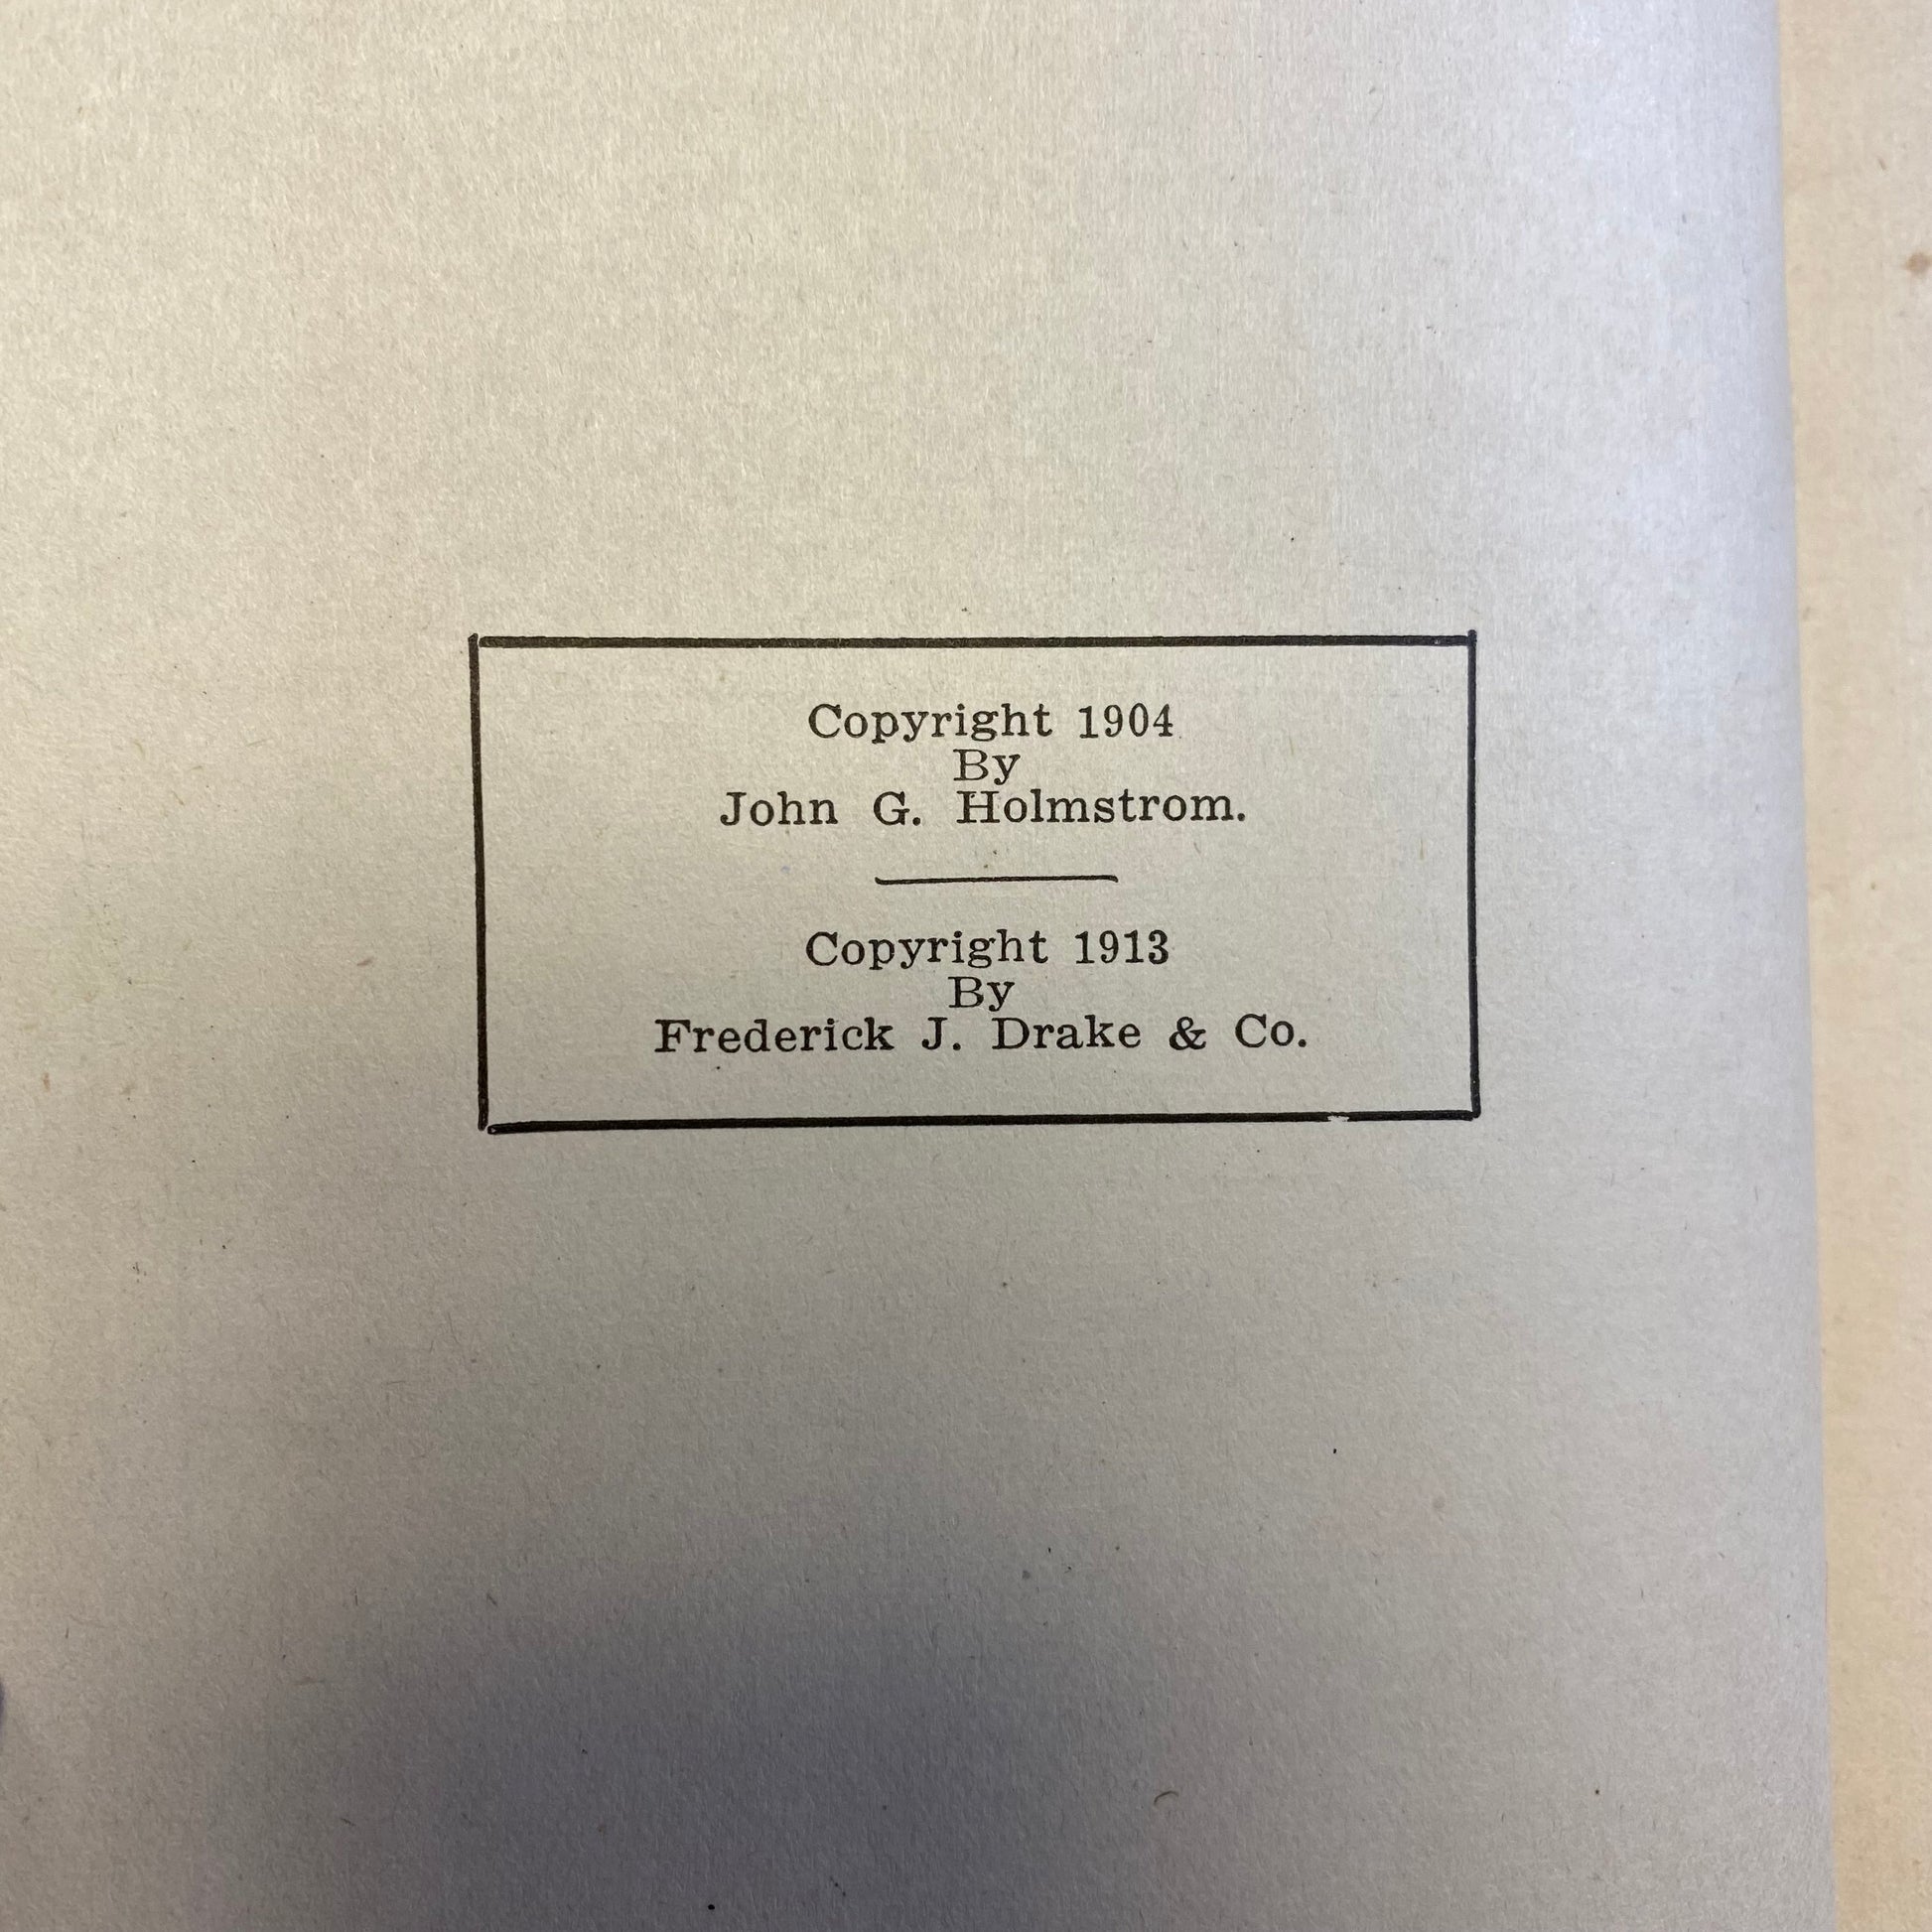 Copyright 1904
By
John G. Holmstrom.
Copyright 1913
By
Frederick J. Drake & Co.